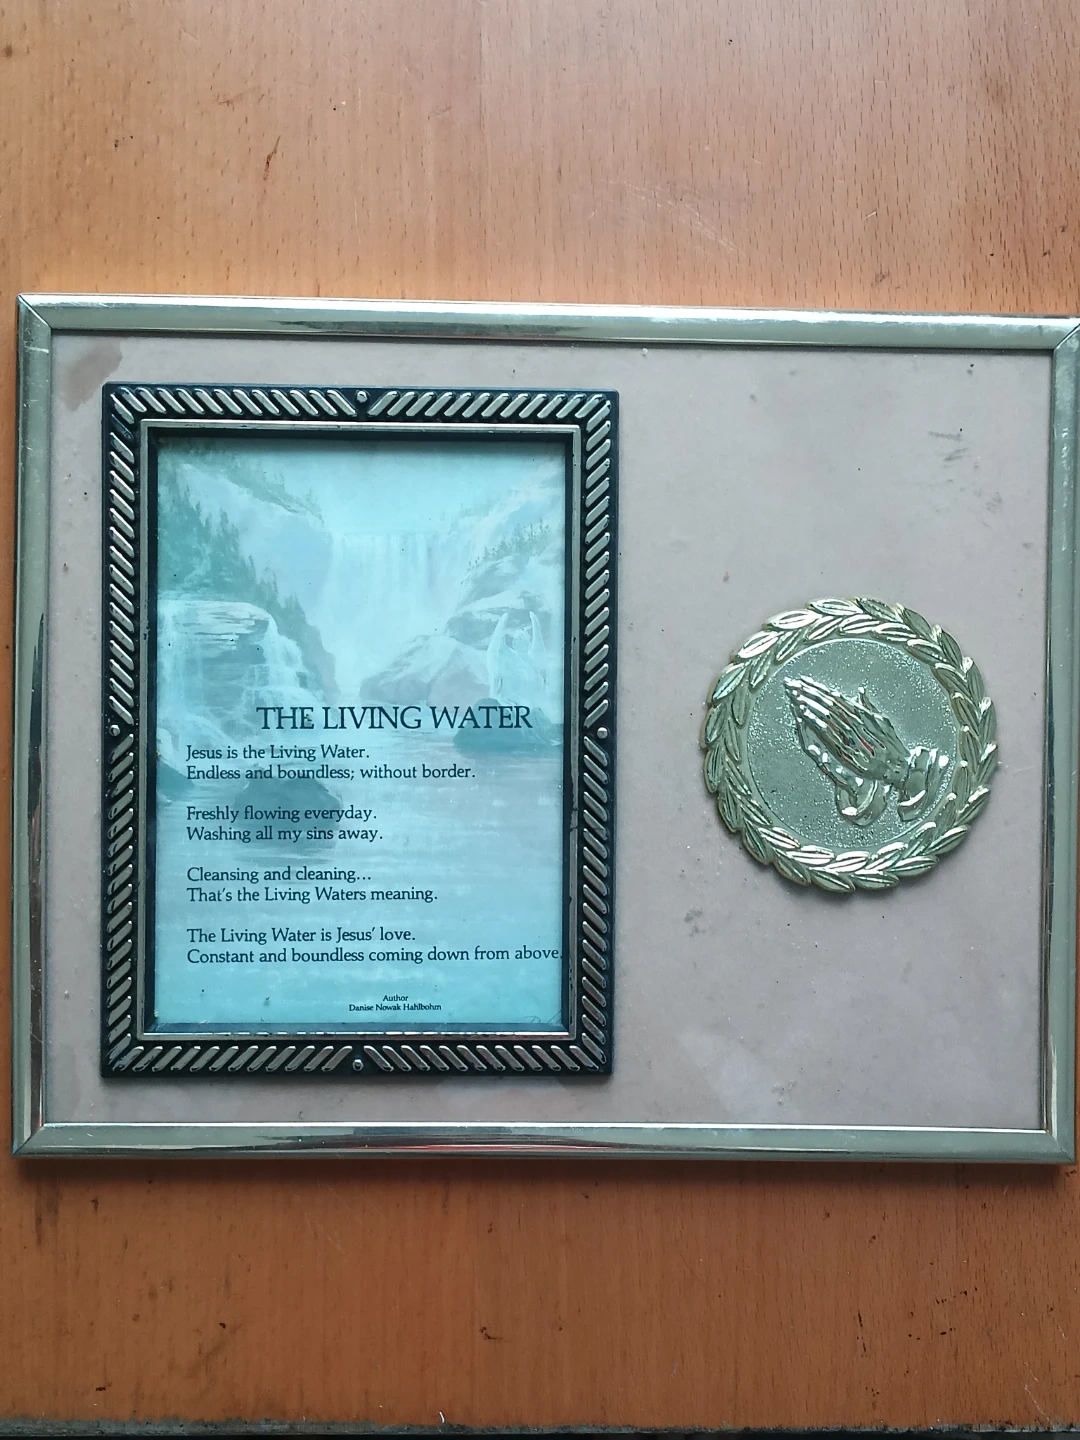 THE LIVING WATER
Jesus is the Living Water.
Endless and boundless; without border.
Freshly flowing everyday.
Washing all my sins away.
Cleansing and cleaning...
That's the Living Waters meaning.
The Living Water is Jesus' love.
Constant and boundless coming down from above.
Author
Danise Nowak Hahlbohm